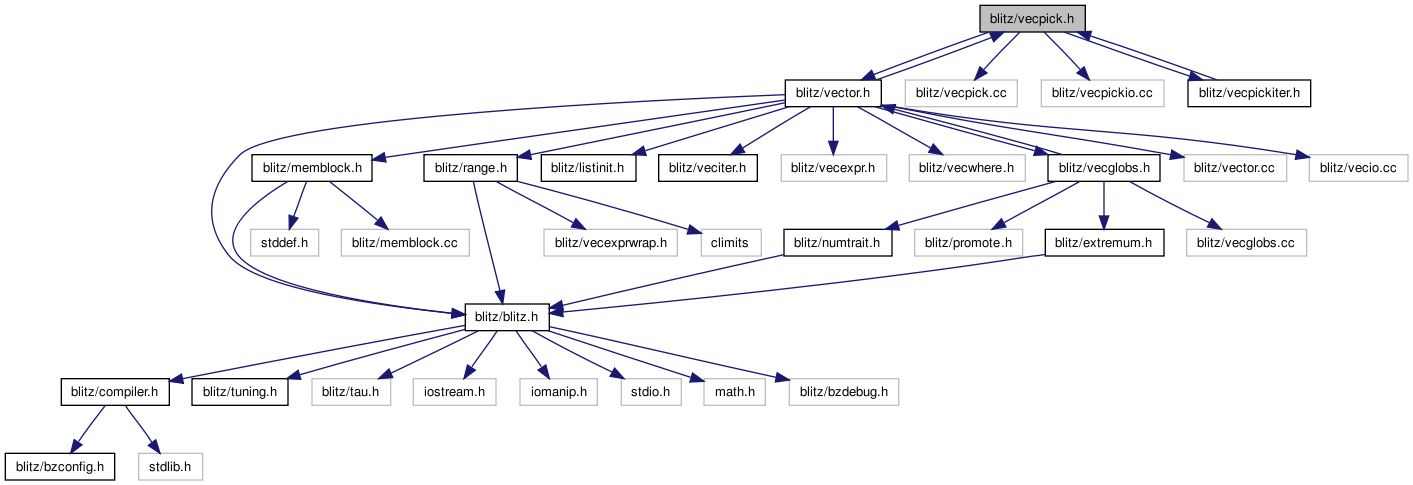 blitz/vecpick.h
blitz/vector.h
blitz/vecpick.cc
blitz/vecpickio.cc
blitz/vecpickiter.h
blitz/memblock.h
blitz/range.h
blitz/listinit.h
blitz/veciter.h
blitz/vecexpr.h
blitz/vecwhere.h
blitz/vecglobs.h
blitz/vector.cc
blitz/vecio.cc
stddef.h
blitz/memblock.cc
blitz/vecexprwrap.h
climits
blitz/numtrait.h
blitz/promote.h
blitz/extremum.h
blitz/vecglobs.cc
blitz/blitz.h
blitz/compiler.h
blitz/tuning.h
blitz/tau.h
iostream.h
iomanip.h
stdio.h
math.h
blitz/bzdebug.h
blitz/bzconfig.h
stdlib.h